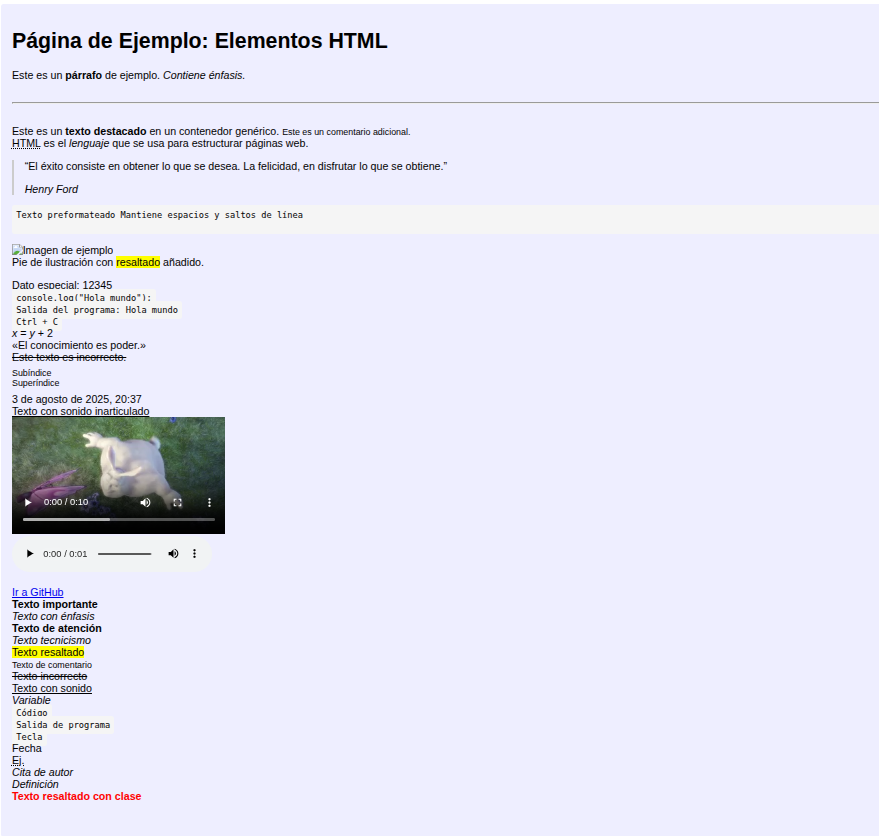 Página de Ejemplo: Elementos HTML
Este es un párrafo de ejemplo. Contiene énfasis.
Este es un texto destacado en un contenedor genérico. Este es un comentario adicional.
HTML es el lenguaje que se usa para estructurar páginas web.
“El éxito consiste en obtener lo que se desea. La felicidad, en disfrutar lo que se obtiene.”
Henry Ford
Texto preformateado Mantiene espacios y saltos de línea
Imagen de ejemplo
Pie de ilustración con resaltado añadido.
Dato especial: 12345
console.log("Hola mundo");
Salida del programa: Hola mundo
Ctrl + C
x = y + 2
«El conocimiento es poder.»
Este texto es incorrecto.
Subíndice
Superíndice
3 de agosto de 2025, 20:37
Texto con sonido inarticulado
0:00 / 0:10
0:00 / 0:01
Ir a GitHub
Texto importante
Texto con énfasis
Texto de atención
Texto tecnicismo
Texto resaltado
Texto de comentario
Texto incorrecto
Texto con sonido
Variable
Código
Salida de programa
Tecla
Fecha
Ej.
Cita de autor
Definición
Texto resaltado con clase